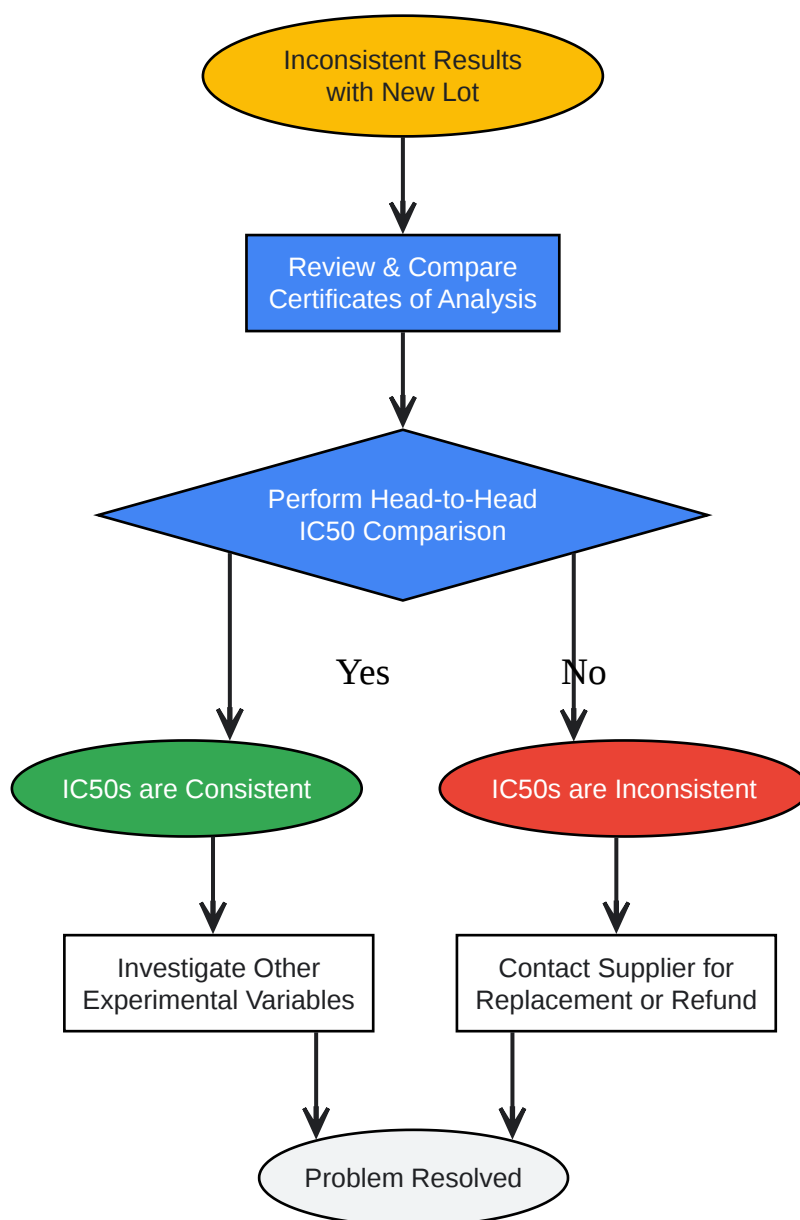 Inconsistent Results
with New Lot
Review & Compare
Certificates of Analysis
Perform Head-to-Head
IC50 Comparison
Yes
No
IC50s are Consistent
IC50s are Inconsistent
Investigate Other
Experimental Variables
Contact Supplier for
Replacement or Refund
Problem Resolved